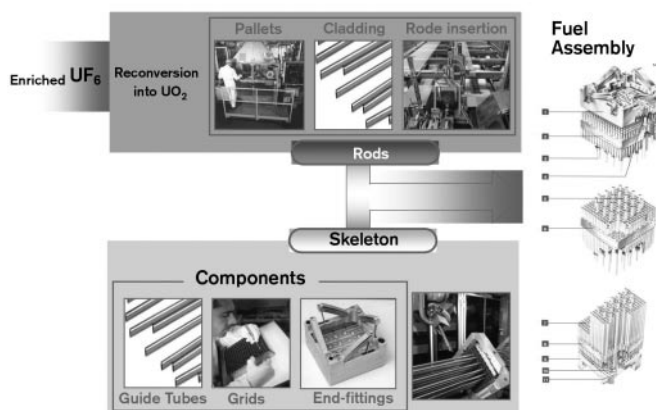 Pallets
Cladding
Rode insertion
Fuel
Assembly
Enriched UF6
Reconversion
into UO2
Rods
Skeleton
Components
Guide Tubes
Grids
End-fittings